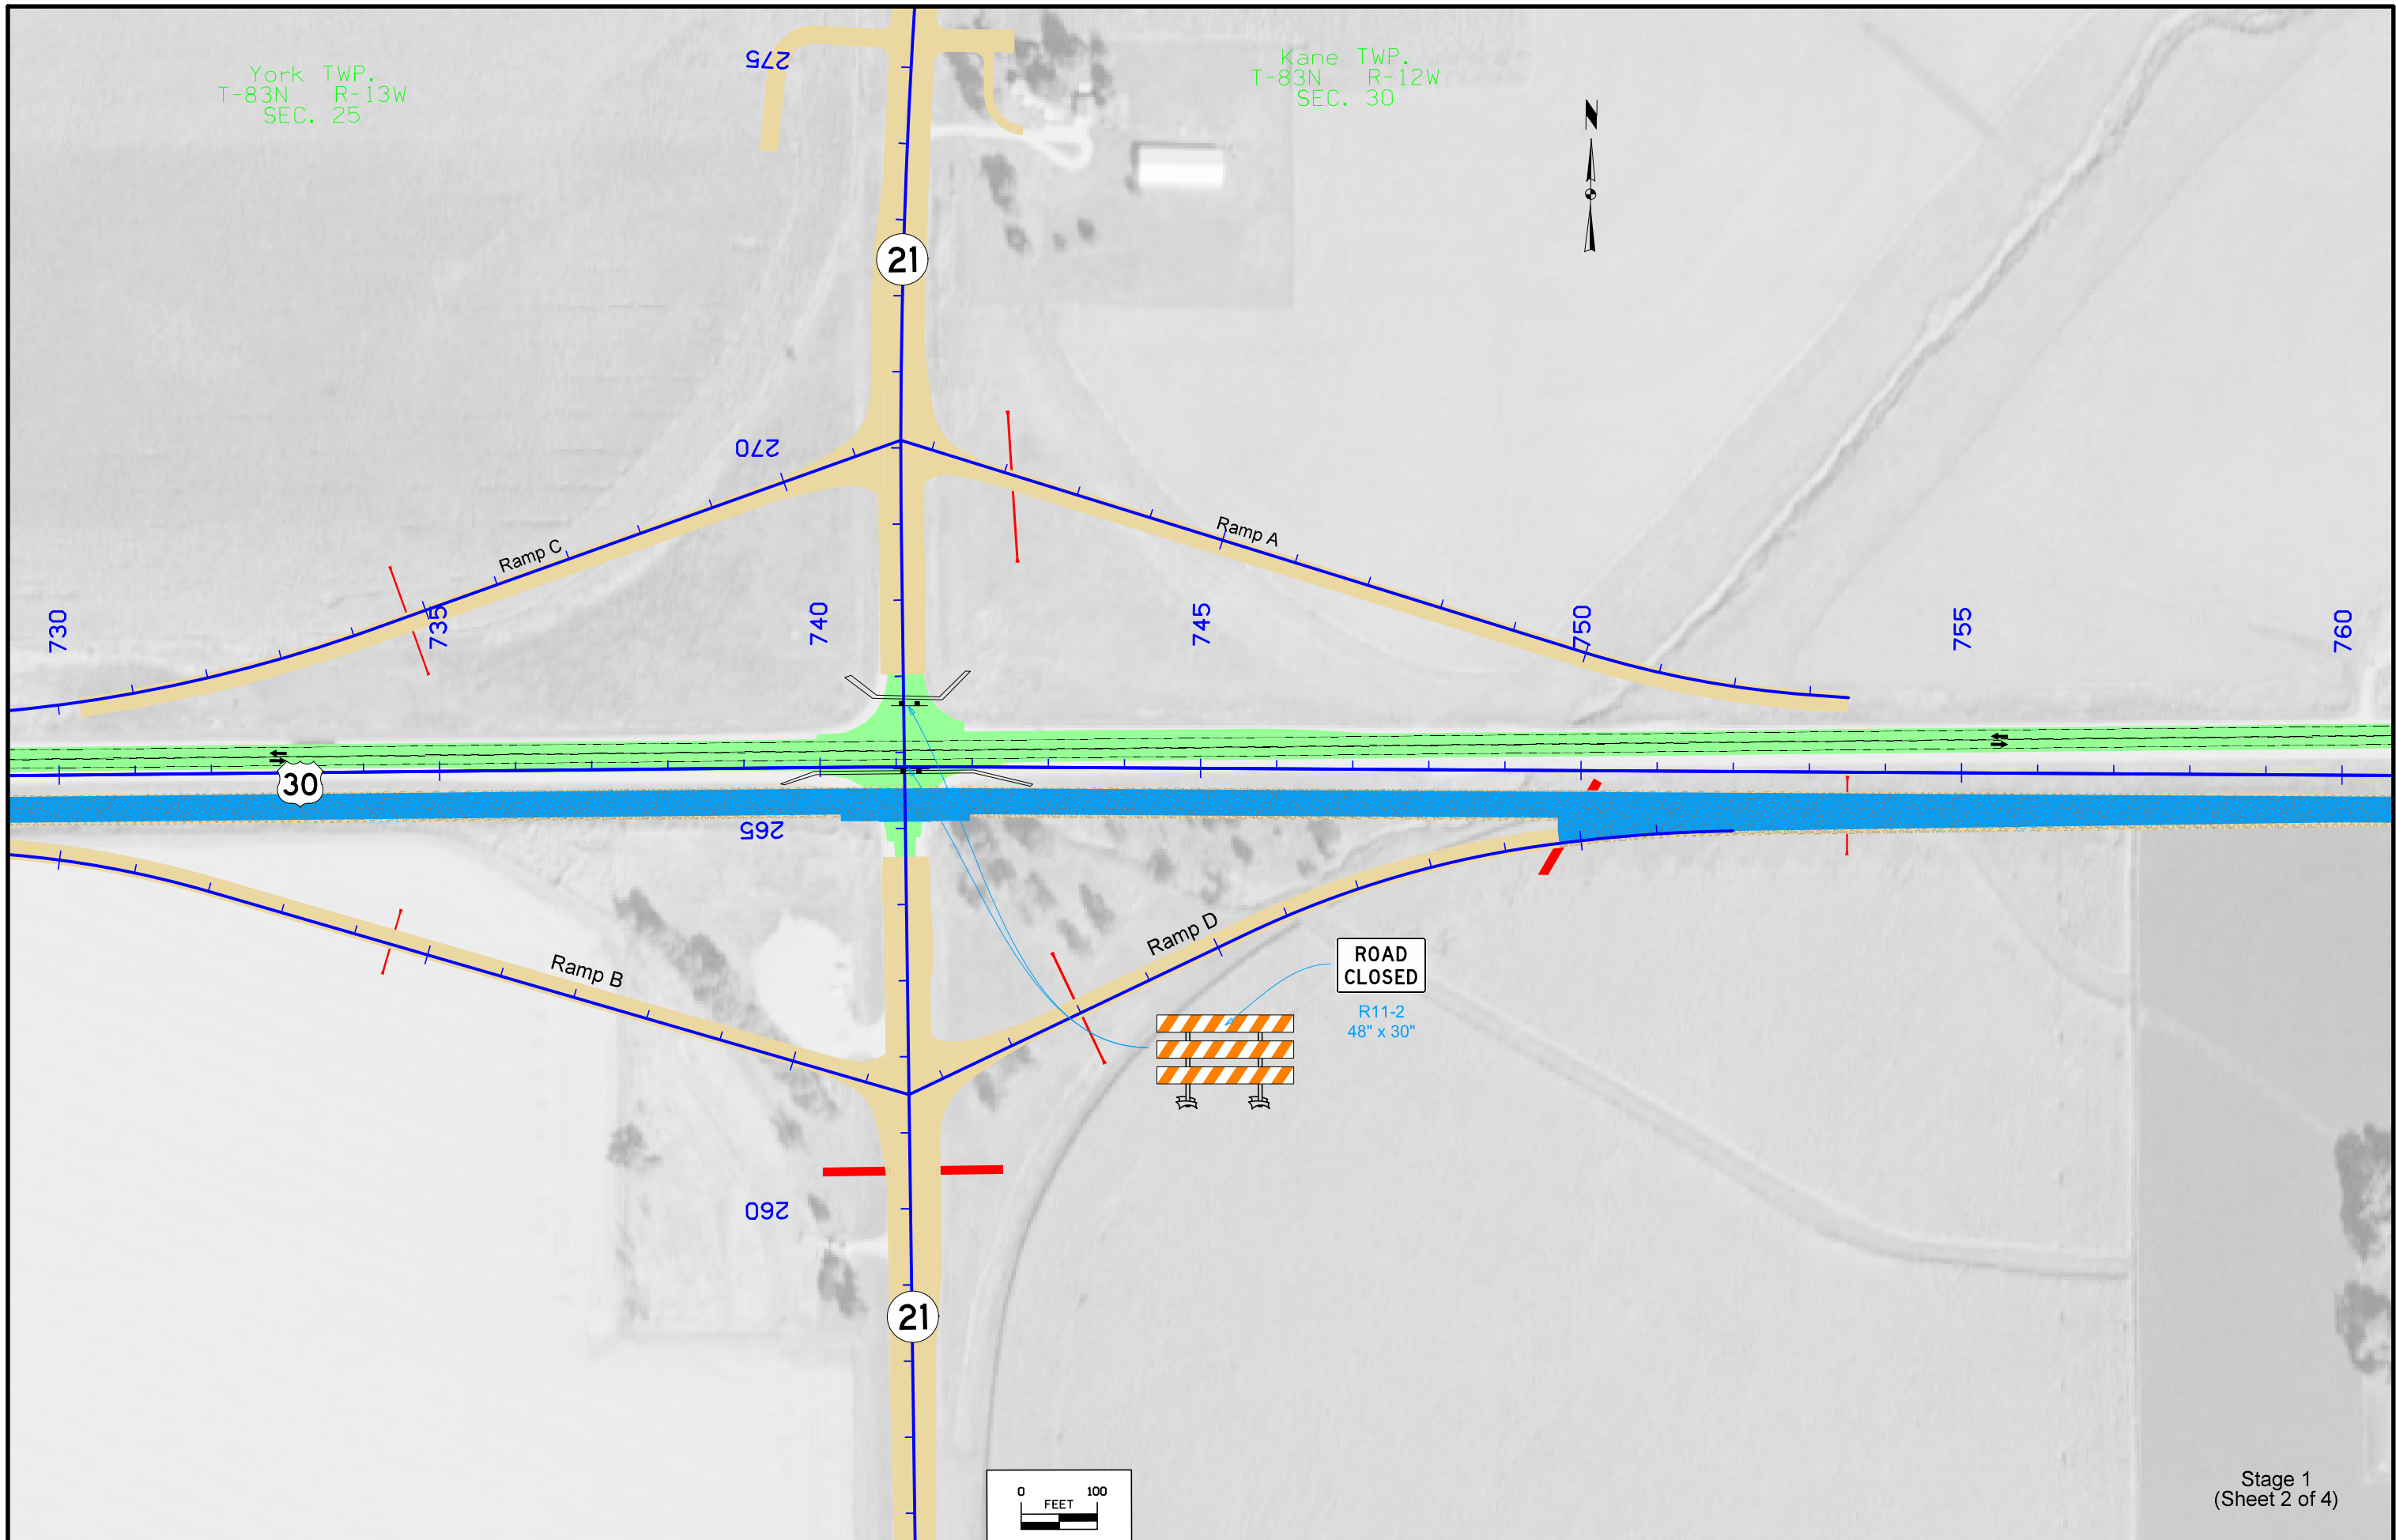 York TWP.
T-83N R-13W
SEC. 25
275
Kane TWP.
T-83N R-12W
SEC. 30
N
21
270
Ramp C
Ramp A
730
735
740
745
750
755
760
30
265
Ramp B
Ramp D
ROAD
CLOSED
R11-2
48" x 30"
260
21
0 100
FEET
Stage 1
(Sheet 2 of 4)